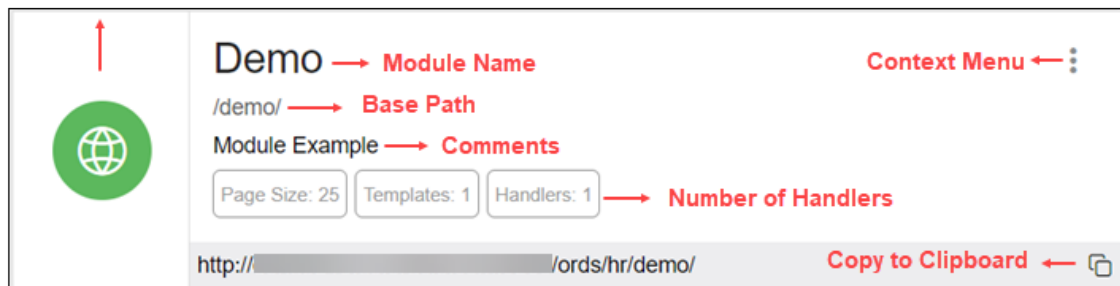 Demo Module Name Context Menu
/demo/ Base Path
Module Example Comments
Page Size: 25 Templates: 1 Handlers: 1 Number of Handlers
http:// /ords/hr/demo/ Copy to Clipboard